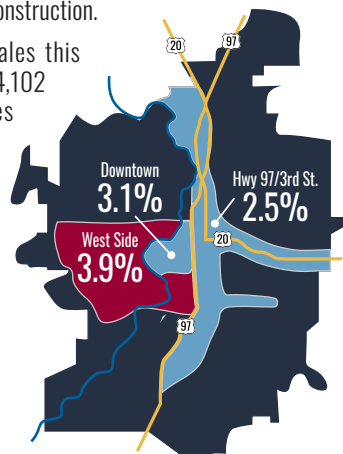 construction.
ales this
4,102
es
20
97
Downtown
3.1%
Hwy 97/3rd St.
2.5%
West Side
3.9%
20
97